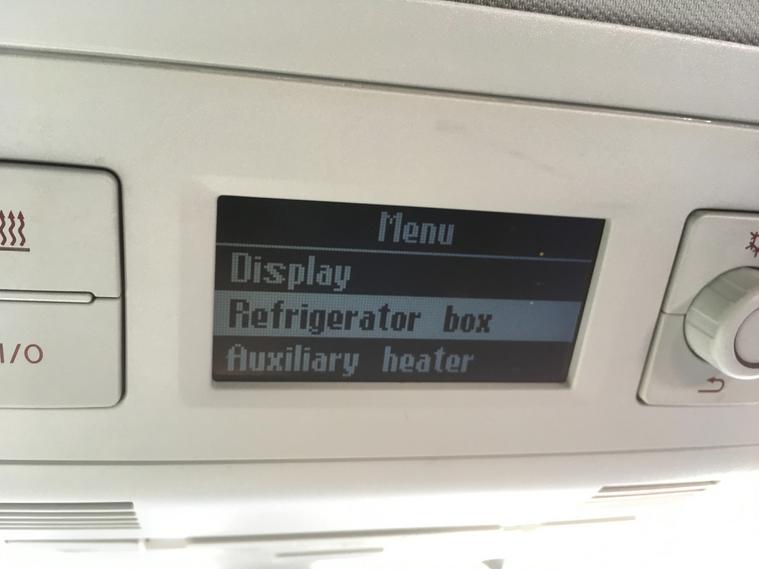 Menu
Display
Refrigerator box
Auxiliary heater